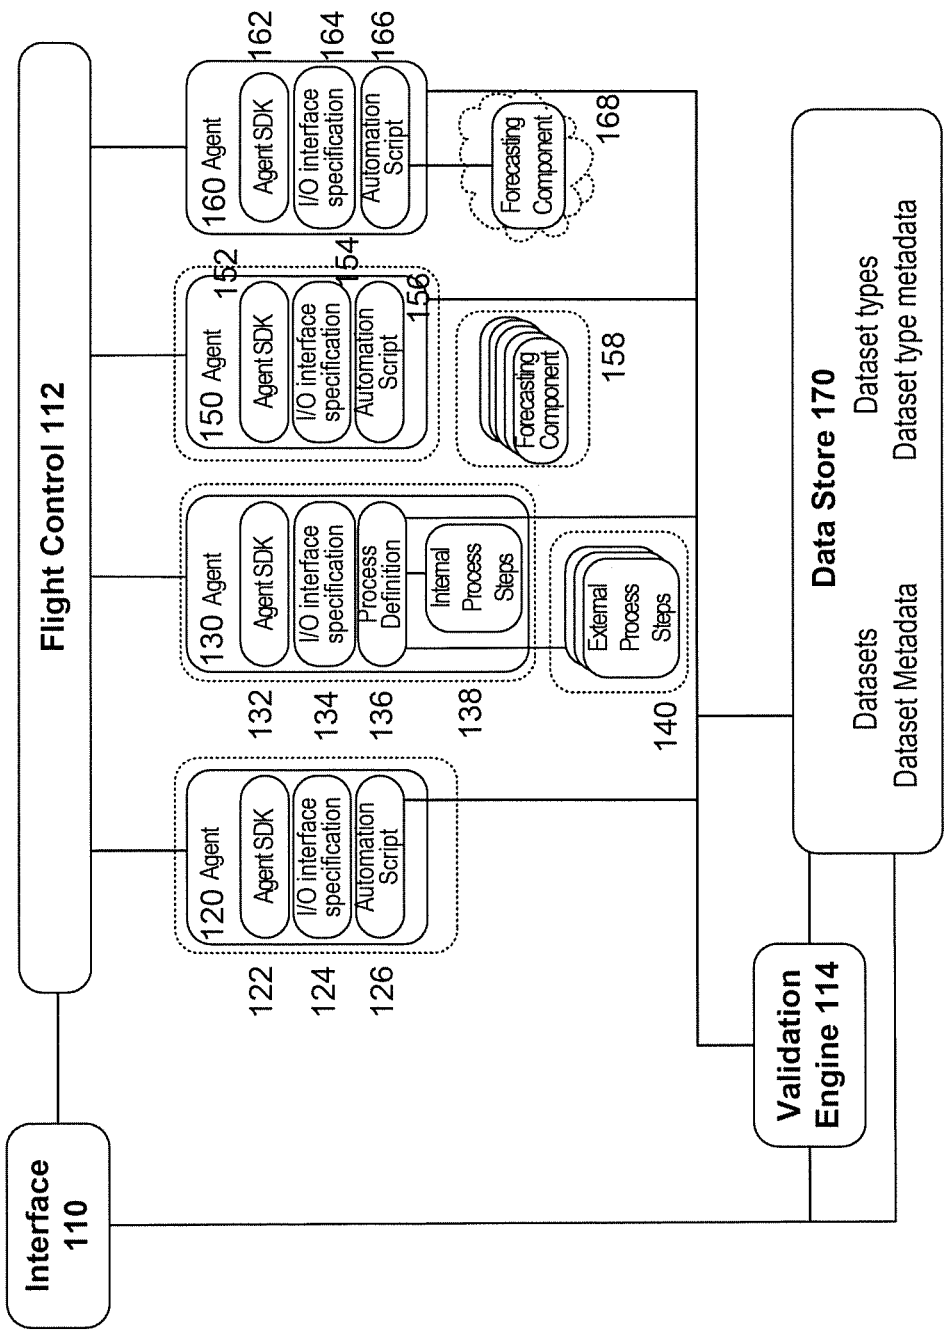 Interface
110
Flight Control 112
120 Agent
Agent SDK
I/O interface
specification
Automation
Script
122
124
126
130 Agent
Agent SDK
I/O interface
specification
Process
Definition
Internal
Process
Steps
132
134
136
138
External
Process
Steps
140
150 Agent
152
Agent SDK
I/O interface
specification
154
Automation
Script
156
Forecasting
Component
158
160 Agent
Agent SDK
I/O interface
specification
Automation
Script
162
164
166
Forecasting
Component
168
Validation
Engine 114
Data Store 170
Datasets
Dataset Metadata
Dataset types
Dataset type metadata